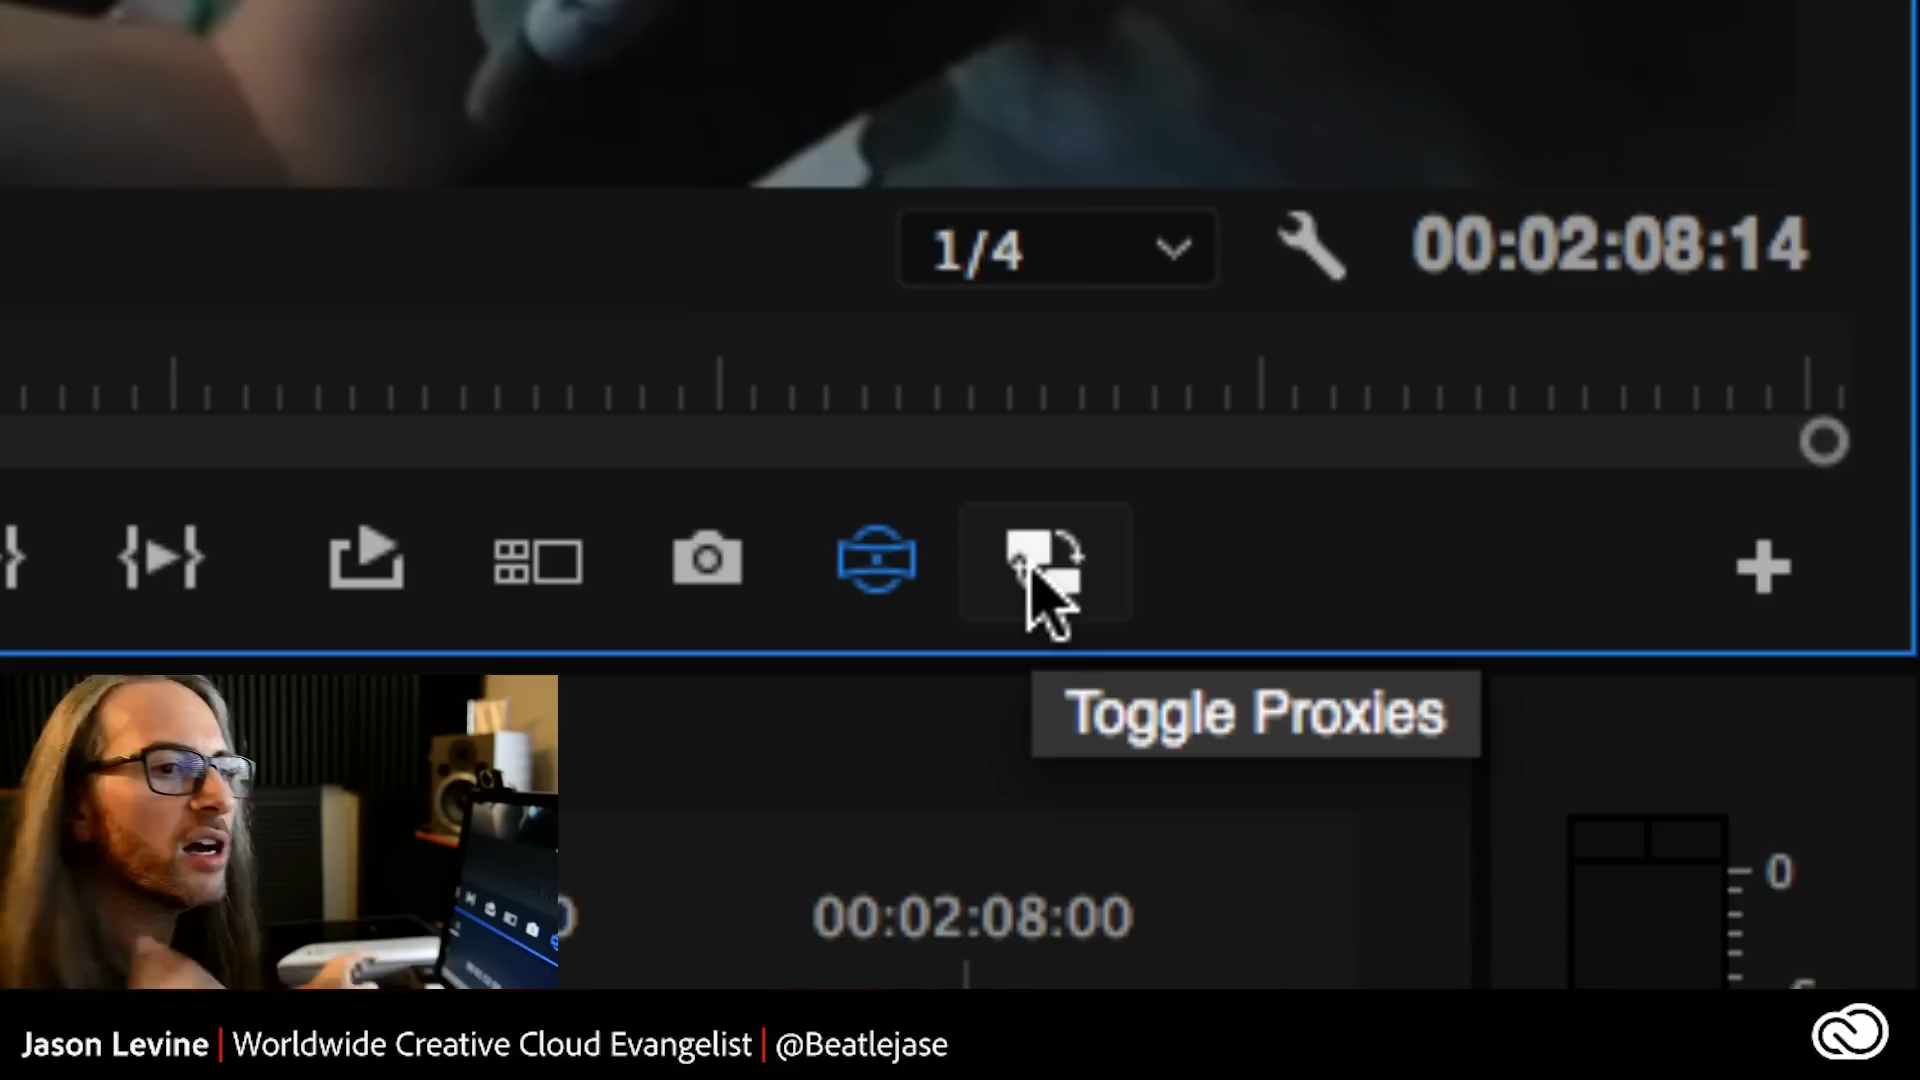 1/4
00:02:08:14
Toggle Proxies
00:02:08:00
0
Jason Levine | Worldwide Creative Cloud Evangelist | @Beatlejase